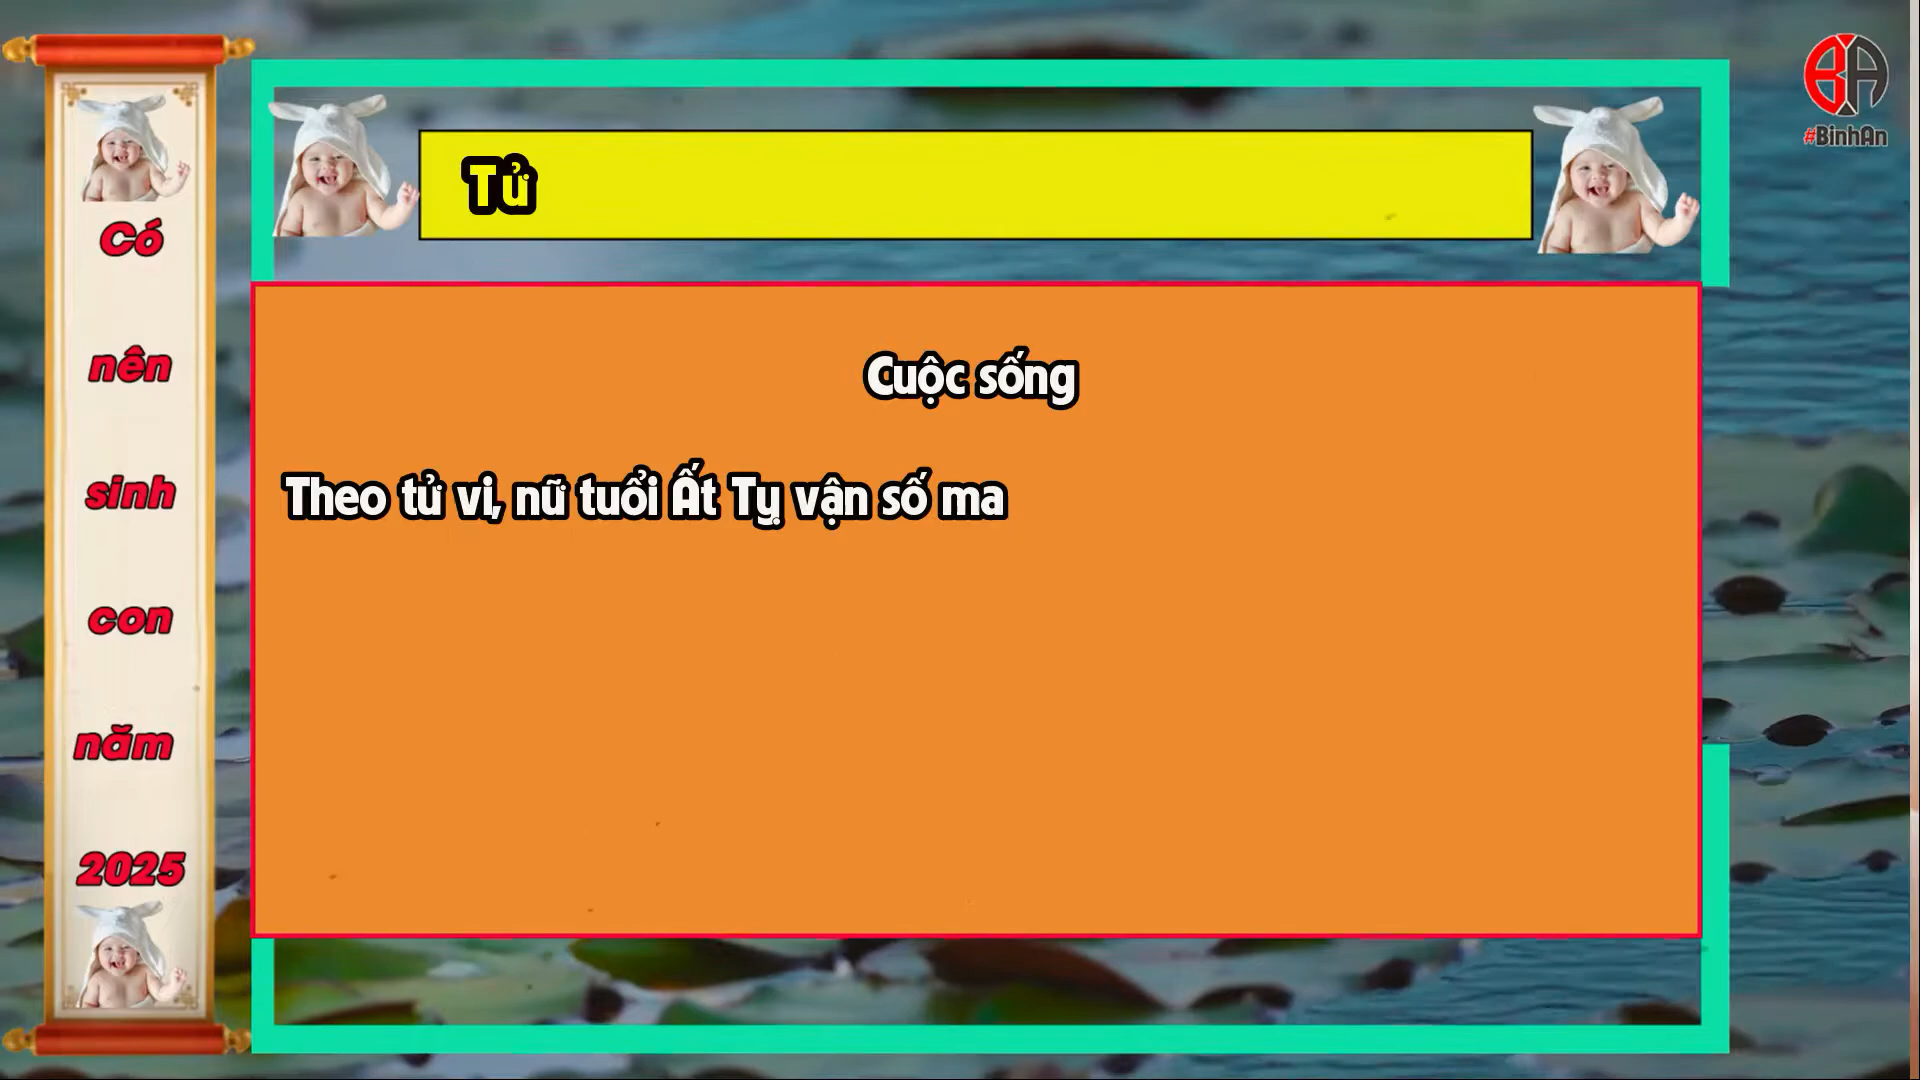 Có
nên
sinh
con
năm
2025
Tử
Cuộc sống
Theo tử vi, nữ tuổi Ất Tỵ vận số ma
BA
#BinhAn